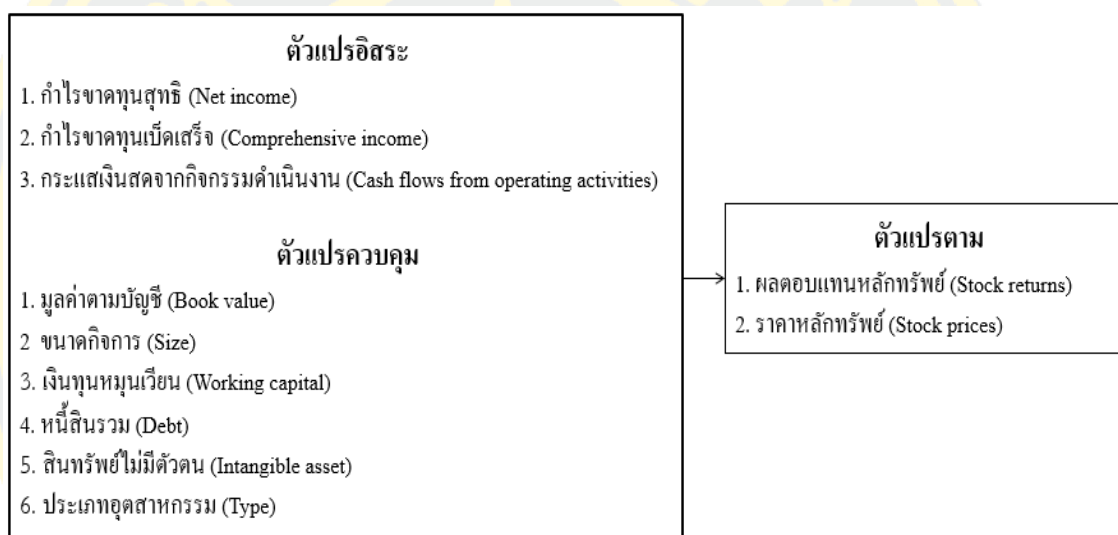 ตัวแปรอิสระ
1. กำไรขาดทุนสุทธิ (Net income)
2. กำไรขาดทุนเบ็ดเสร็จ (Comprehensive income)
3. กระแสเงินสดจากกิจกรรมดำเนินงาน (Cash flows from operating activities)
ตัวแปรควบคุม
1. มูลค่าตามบัญชี (Book value)
2 ขนาดกิจการ (Size)
3. เงินทุนหมุนเวียน (Working capital)
4. หนี้สินรวม (Debt)
5. สินทรัพย์ไม่มีตัวตน (Intangible asset)
6. ประเภทอุตสาหกรรม (Type)
ตัวแปรตาม
1. ผลตอบแทนหลักทรัพย์ (Stock returns)
2. ราคาหลักทรัพย์ (Stock prices)